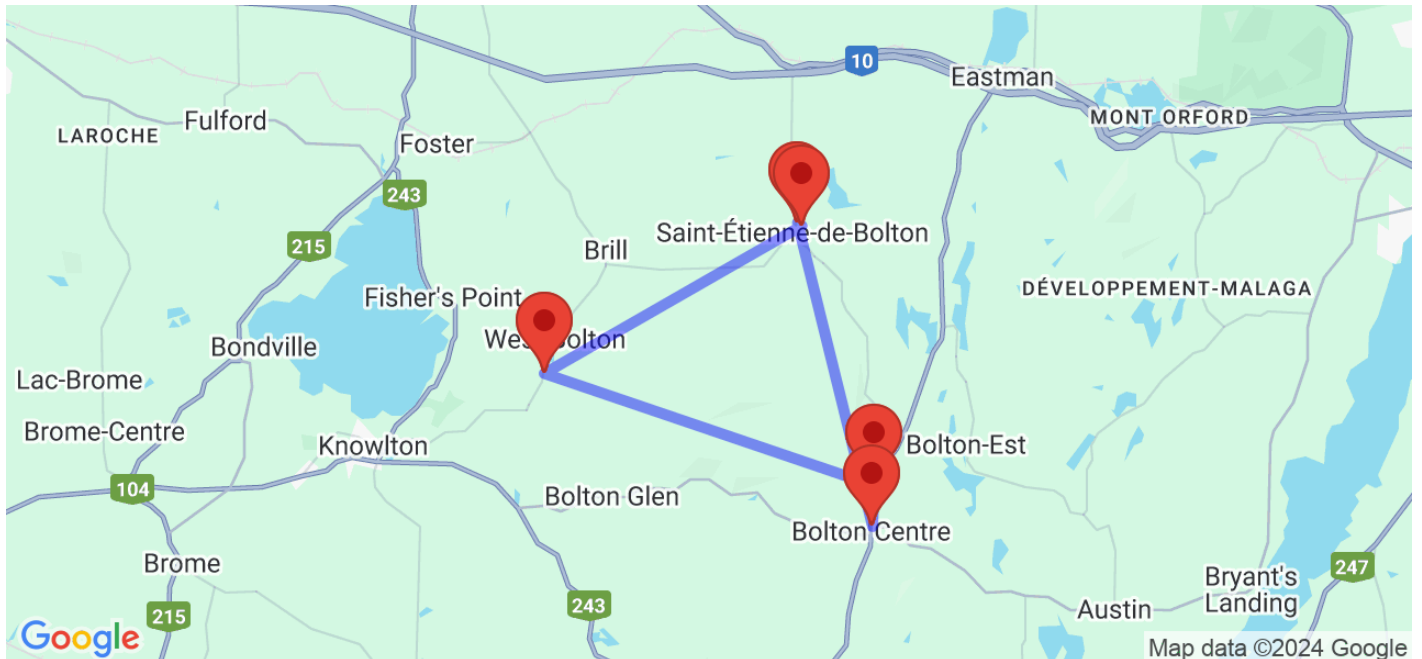 10
Eastman
MONT ORFORD
Fulford
LAROCHE
Foster
243
Saint-Étienne-de-Bolton
215
Brill
DÉVELOPPEMENT-MALAGA
Fisher's Point
West Bolton
Bondville
Lac-Brome
Brome-Centre
Knowlton
Bolton-Est
104
Bolton Glen
Bolton Centre
Brome
247
Bryant's
Landing
215
243
Austin
Google
Map data ©2024 Google